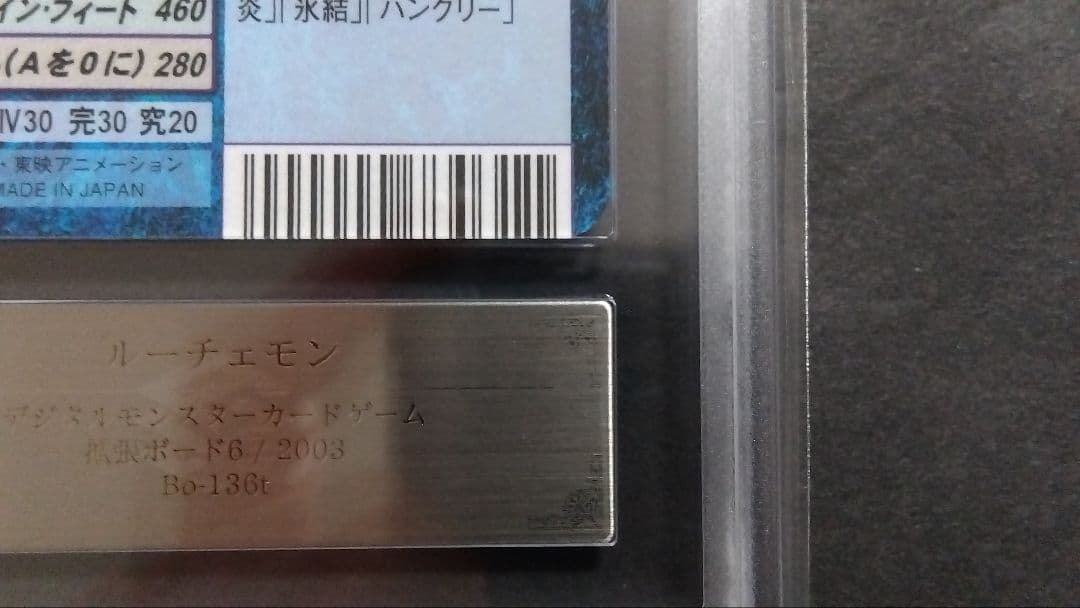 イン・フィート 460
炎」「氷結」「ハングリー」
(Aを0に) 280
Ⅳ30 完30 究20
・東映アニメーション
MADE IN JAPAN
ルーチェモン
デジタルモンスターカードゲーム
拡張ボード6 / 2003
Bo-136t